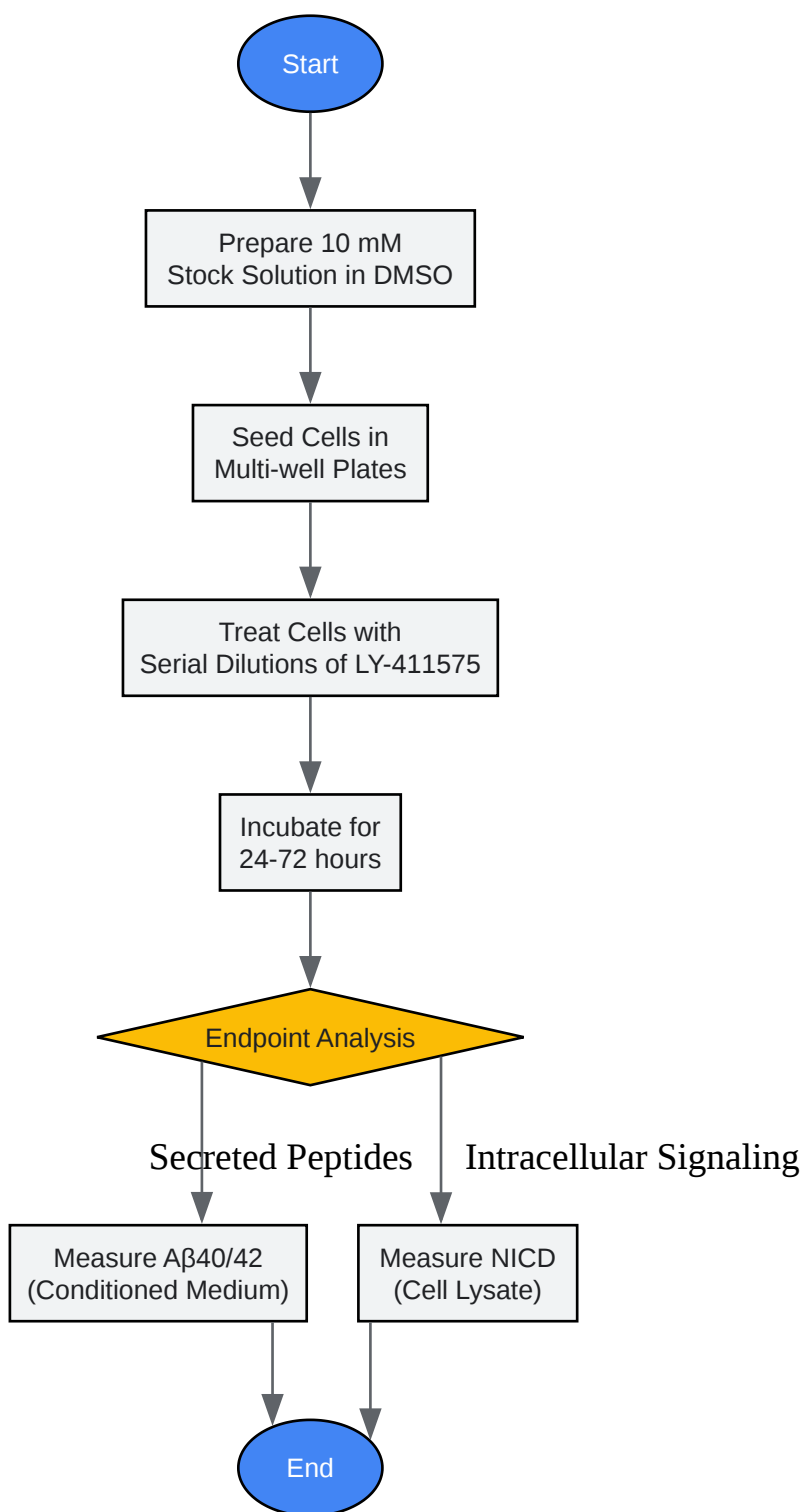 Start
Prepare 10 mM
Stock Solution in DMSO
Seed Cells in
Multi-well Plates
Treat Cells with
Serial Dilutions of LY-411575
Incubate for
24-72 hours
Endpoint Analysis
Secreted Peptides
Intracellular Signaling
Measure Aβ40/42
(Conditioned Medium)
Measure NICD
(Cell Lysate)
End